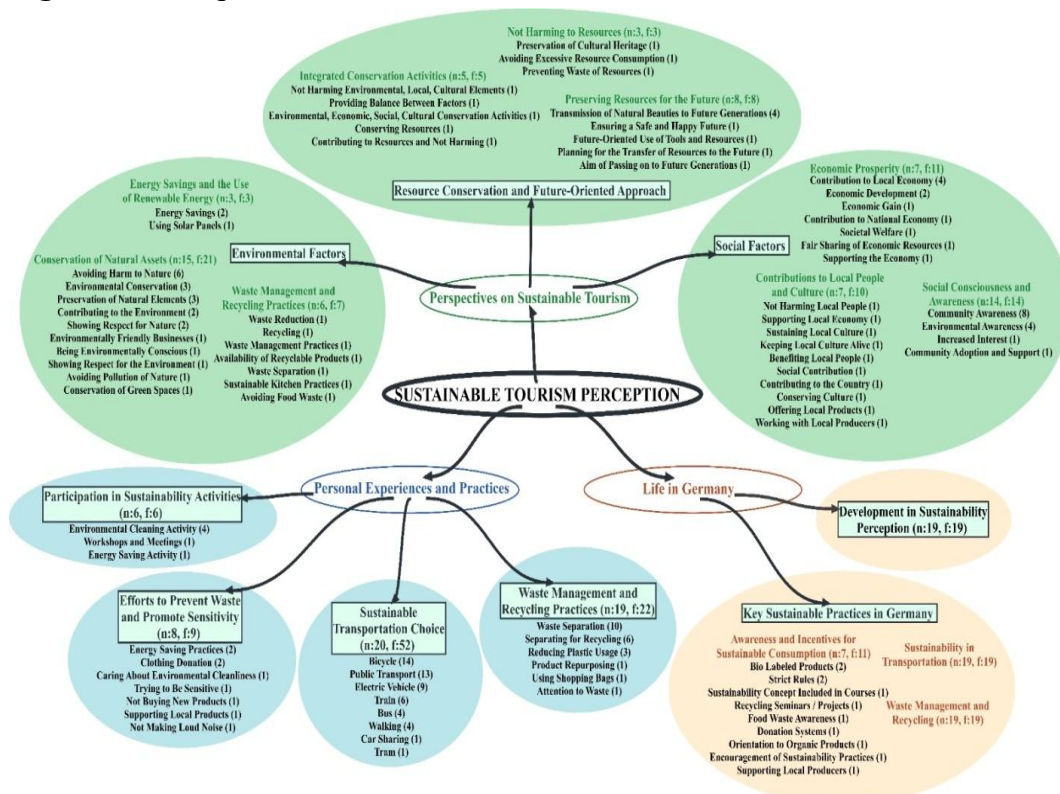 Not Harming to Resources (n:3, f:3)
Preservation of Cultural Heritage (1)
Avoiding Excessive Resource Consumption (1)
Preventing Waste of Resources (1)
Integrated Conservation Activities (n:5, f:5)
Not Harming Environmental, Local, Cultural Elements (1)
Providing Balance Between Factors (1)
Environmental, Economic, Social, Cultural Conservation Activities (1)
Conserving Resources (1)
Contributing to Resources and Not Harming (1)
Preserving Resources for the Future (n:8, f:8)
Transmission of Natural Beauties to Future Generations (4)
Ensuring a Safe and Happy Future (1)
Future-Oriented Use of Tools and Resources (1)
Planning for the Transfer of Resources to the Future (1)
Aim of Passing on to Future Generations (1)
Resource Conservation and Future-Oriented Approach
Energy Savings and the Use
of Renewable Energy (n:3, f:3)
Energy Savings (2)
Using Solar Panels (1)
Environmental Factors
Conservation of Natural Assets (n:15, f:21)
Avoiding Harm to Nature (6)
Environmental Conservation (3)
Preservation of Natural Elements (3)
Contributing to the Environment (2)
Showing Respect for Nature (2)
Environmentally Friendly Businesses (1)
Being Environmentally Conscious (1)
Showing Respect for the Environment (1)
Avoiding Pollution of Nature (1)
Conservation of Green Spaces (1)
Waste Management and
Recycling Practices (n:6, f:7)
Waste Reduction (1)
Recycling (1)
Waste Management Practices (1)
Availability of Recyclable Products (1)
Waste Separation (1)
Sustainable Kitchen Practices (1)
Avoiding Food Waste (1)
Perspectives on Sustainable Tourism
Economic Prosperity (n:7, f:11)
Contribution to Local Economy (4)
Economic Development (2)
Economic Gain (1)
Contribution to National Economy (1)
Societal Welfare (1)
Fair Sharing of Economic Resources (1)
Supporting the Economy (1)
Social Factors
Contributions to Local People
and Culture (n:7, f:10)
Not Harming Local People (1)
Supporting Local Economy (1)
Sustaining Local Culture (1)
Keeping Local Culture Alive (1)
Benefiting Local People (1)
Social Contribution (1)
Contributing to the Country (1)
Conserving Culture (1)
Offering Local Products (1)
Working with Local Producers (1)
Social Consciousness and
Awareness (n:14, f:14)
Community Awareness (8)
Environmental Awareness (4)
Increased Interest (1)
Community Adoption and Support (1)
SUSTAINABLE TOURISM PERCEPTION
Personal Experiences and Practices
Life in Germany
Participation in Sustainability Activities
(n:6, f:6)
Environmental Cleaning Activity (4)
Workshops and Meetings (1)
Energy Saving Activity (1)
Efforts to Prevent Waste
and Promote Sensitivity
(n:8, f:9)
Energy Saving Practices (2)
Clothing Donation (2)
Caring About Environmental Cleanliness (1)
Trying to Be Sensitive (1)
Not Buying New Products (1)
Supporting Local Products (1)
Not Making Loud Noise (1)
Sustainable
Transportation Choice
(n:20, f:52)
Bicycle (14)
Public Transport (13)
Electric Vehicle (9)
Train (6)
Bus (4)
Walking (4)
Car Sharing (1)
Tram (1)
Waste Management and
Recycling Practices (n:19, f:22)
Waste Separation (10)
Separating for Recycling (6)
Reducing Plastic Usage (3)
Product Repurposing (1)
Using Shopping Bags (1)
Attention to Waste (1)
Development in Sustainability
Perception (n:19, f:19)
Key Sustainable Practices in Germany
Awareness and Incentives for
Sustainable Consumption (n:7, f:11)
Bio Labeled Products (2)
Strict Rules (2)
Sustainability Concept Included in Courses (1)
Recycling Seminars / Projects (1)
Food Waste Awareness (1)
Donation Systems (1)
Orientation to Organic Products (1)
Encouragement of Sustainability Practices (1)
Supporting Local Producers (1)
Sustainability in
Transportation (n:19, f:19)
Waste Management and
Recycling (n:19, f:19)